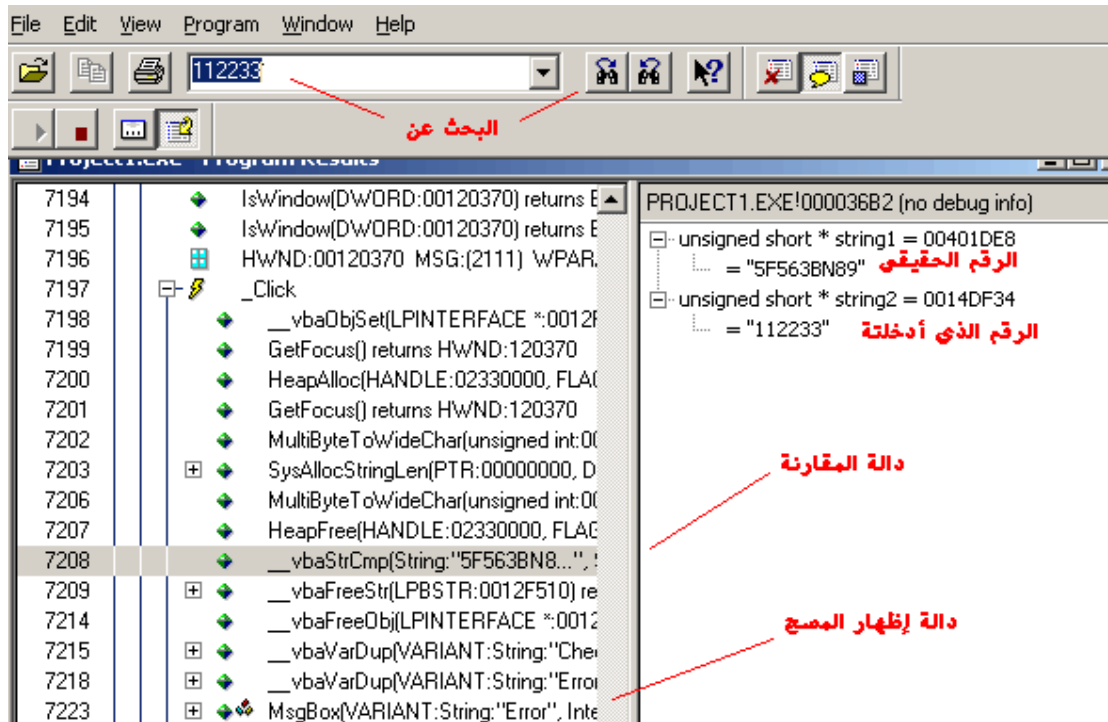 File Edit View Program Window Help
112233
البحث عن
Project1.exe - Program Results
7194 IsWindow(DWORD:00120370) returns B
7195 IsWindow(DWORD:00120370) returns B
7196 HWND:00120370 MSG:(2111) WPAR.
7197 _Click
7198 __vbaObjSet(LPINTERFACE *:0012F
7199 GetFocus() returns HWND:120370
7200 HeapAlloc(HANDLE:02330000, FLAG
7201 GetFocus() returns HWND:120370
7202 MultiByteToWideChar(unsigned int:00
7203 SysAllocStringLen(PTR:00000000, D
7206 MultiByteToWideChar(unsigned int:00
7207 HeapFree(HANDLE:02330000, FLAG
7208 __vbaStrCmp(String:"5F563BN8...",
7209 __vbaFreeStr(LPBSTR:0012F510) re
7214 __vbaFreeObj(LPINTERFACE *:0012
7215 __vbaVarDup(VARIANT:String:"Che
7218 __vbaVarDup(VARIANT:String:"Error
7223 MsgBox(VARIANT:String:"Error", Inte
PROJECT1.EXE!000036B2 (no debug info)
unsigned short * string1 = 00401DE8
= "5F563BN89" الرقم الحقيقي
unsigned short * string2 = 0014DF34
= "112233" الرقم الذي أدخلتة
دالة المقارنة
دالة إظهار المسج